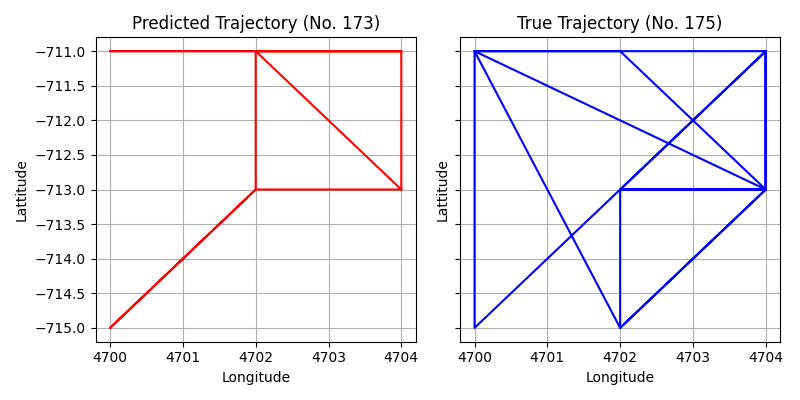 Predicted Trajectory (No. 173)
−711.0
−711.5
−712.0
−712.5
−713.0
−713.5
−714.0
−714.5
−715.0
Lattitude
4700 4701 4702 4703 4704
Longitude
True Trajectory (No. 175)
Lattitude
4700 4701 4702 4703 4704
Longitude